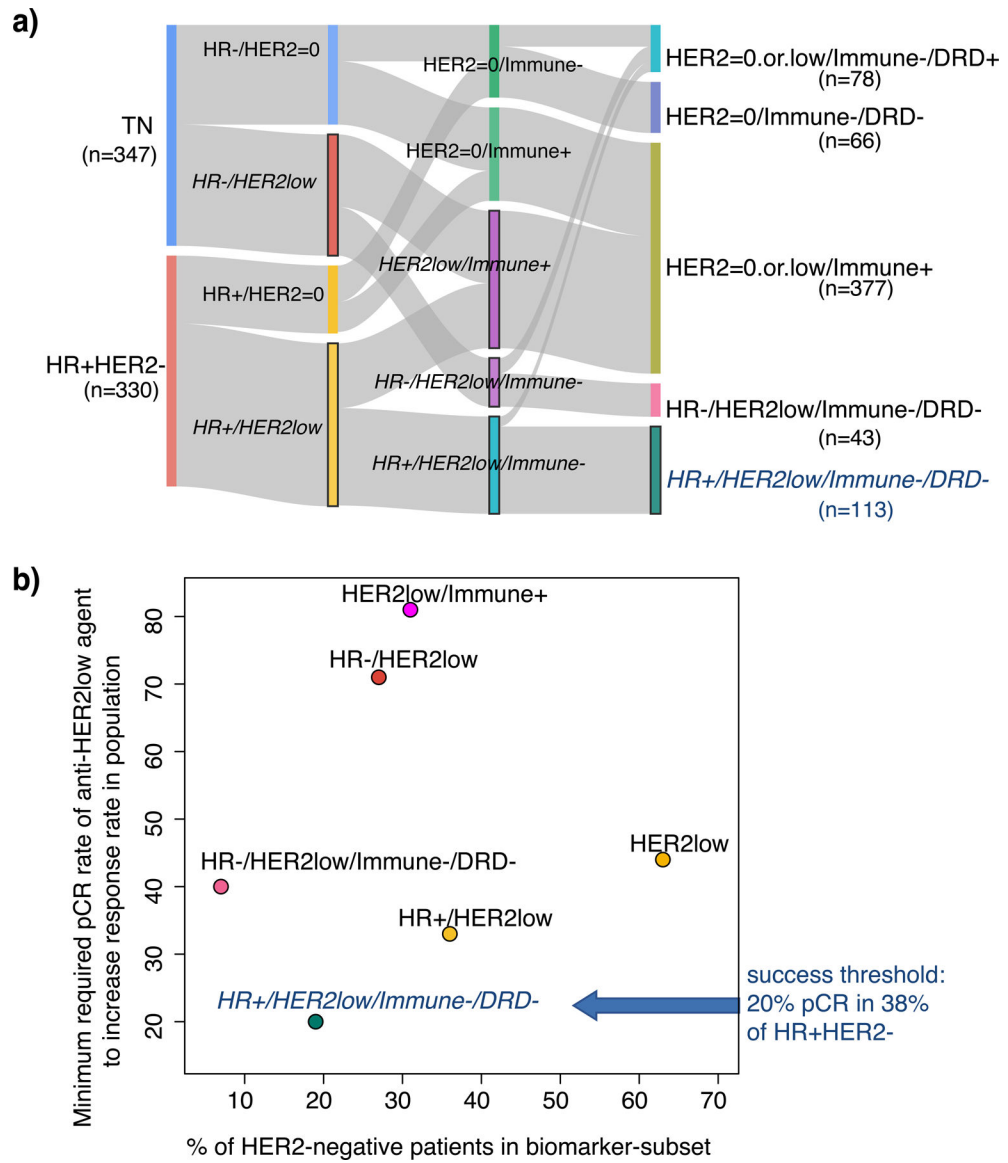 a)
TN
(n=347)
HR+HER2-
(n=330)
HR-/HER2=0
HR-/HER2low
HR+/HER2=0
HR+/HER2low
HER2=0/Immune-
HER2=0/Immune+
HER2low/Immune+
HR-/HER2low/Immune-
HR+/HER2low/Immune-
HER2=0.or.low/Immune-/DRD+
(n=78)
HER2=0/Immune-/DRD-
(n=66)
HER2=0.or.low/Immune+
(n=377)
HR-/HER2low/Immune-/DRD-
(n=43)
HR+/HER2low/Immune-/DRD-
(n=113)
b)
Minimum required pCR rate of anti-HER2low agent
to increase response rate in population
80
70
60
50
40
30
20
HER2low/Immune+
HR-/HER2low
HER2low
HR-/HER2low/Immune-/DRD-
HR+/HER2low
HR+/HER2low/Immune-/DRD-
success threshold:
20% pCR in 38%
of HR+HER2-
10 20 30 40 50 60 70
% of HER2-negative patients in biomarker-subset